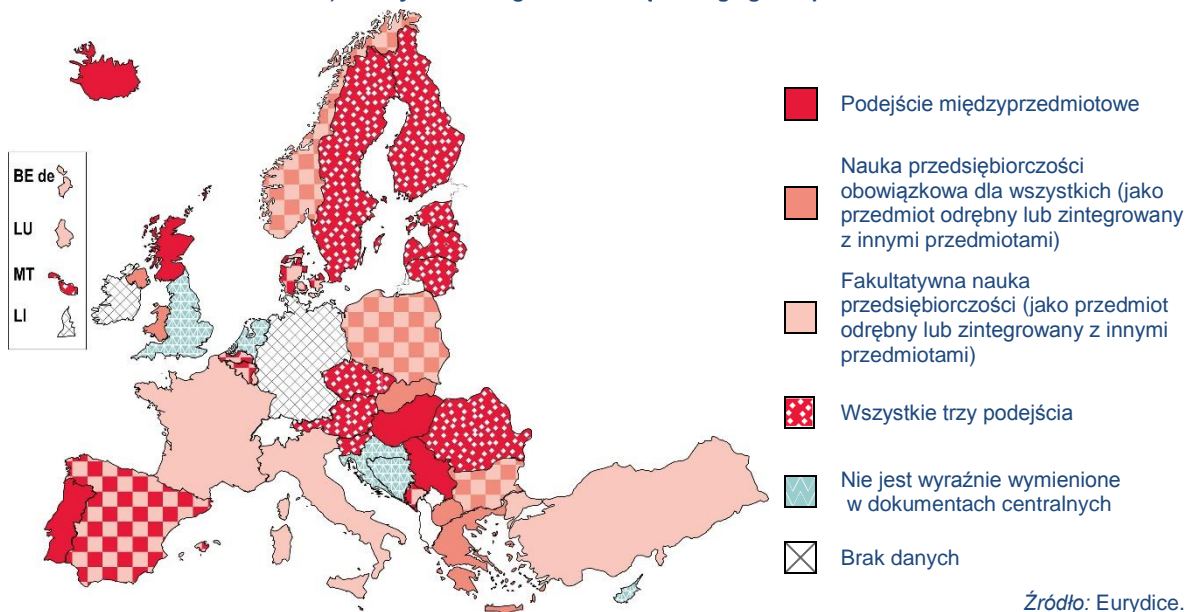 BE de
LU
MT
LI
Podejście międzyprzedmiotowe
Nauka przedsiębiorczości
obowiązkowa dla wszystkich (jako
przedmiot odrębny lub zintegrowany
z innymi przedmiotami)
Fakultatywna nauka
przedsiębiorczości (jako przedmiot
odrębny lub zintegrowany z innymi
przedmiotami)
Wszystkie trzy podejścia
Nie jest wyraźnie wymienione
w dokumentach centralnych
Brak danych
Źródło: Eurydice.